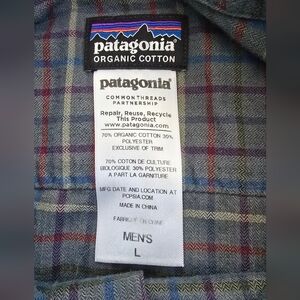 patagonia®
ORGANIC COTTON
patagonia®
COMMON THREADS
PARTNERSHIP
Repair, Reuse, Recycle
This Product
www.patagonia.com
70% ORGANIC COTTON 30%
POLYESTER
EXCLUSIVE OF TRIM
70% COTON DE CULTURE
BIOLOGIQUE 30% POLYESTER
A PART LA GARNITURE
MFG DATE AND LOCATION AT
PCPSIA.COM
MADE IN CHINA
MEN'S
L